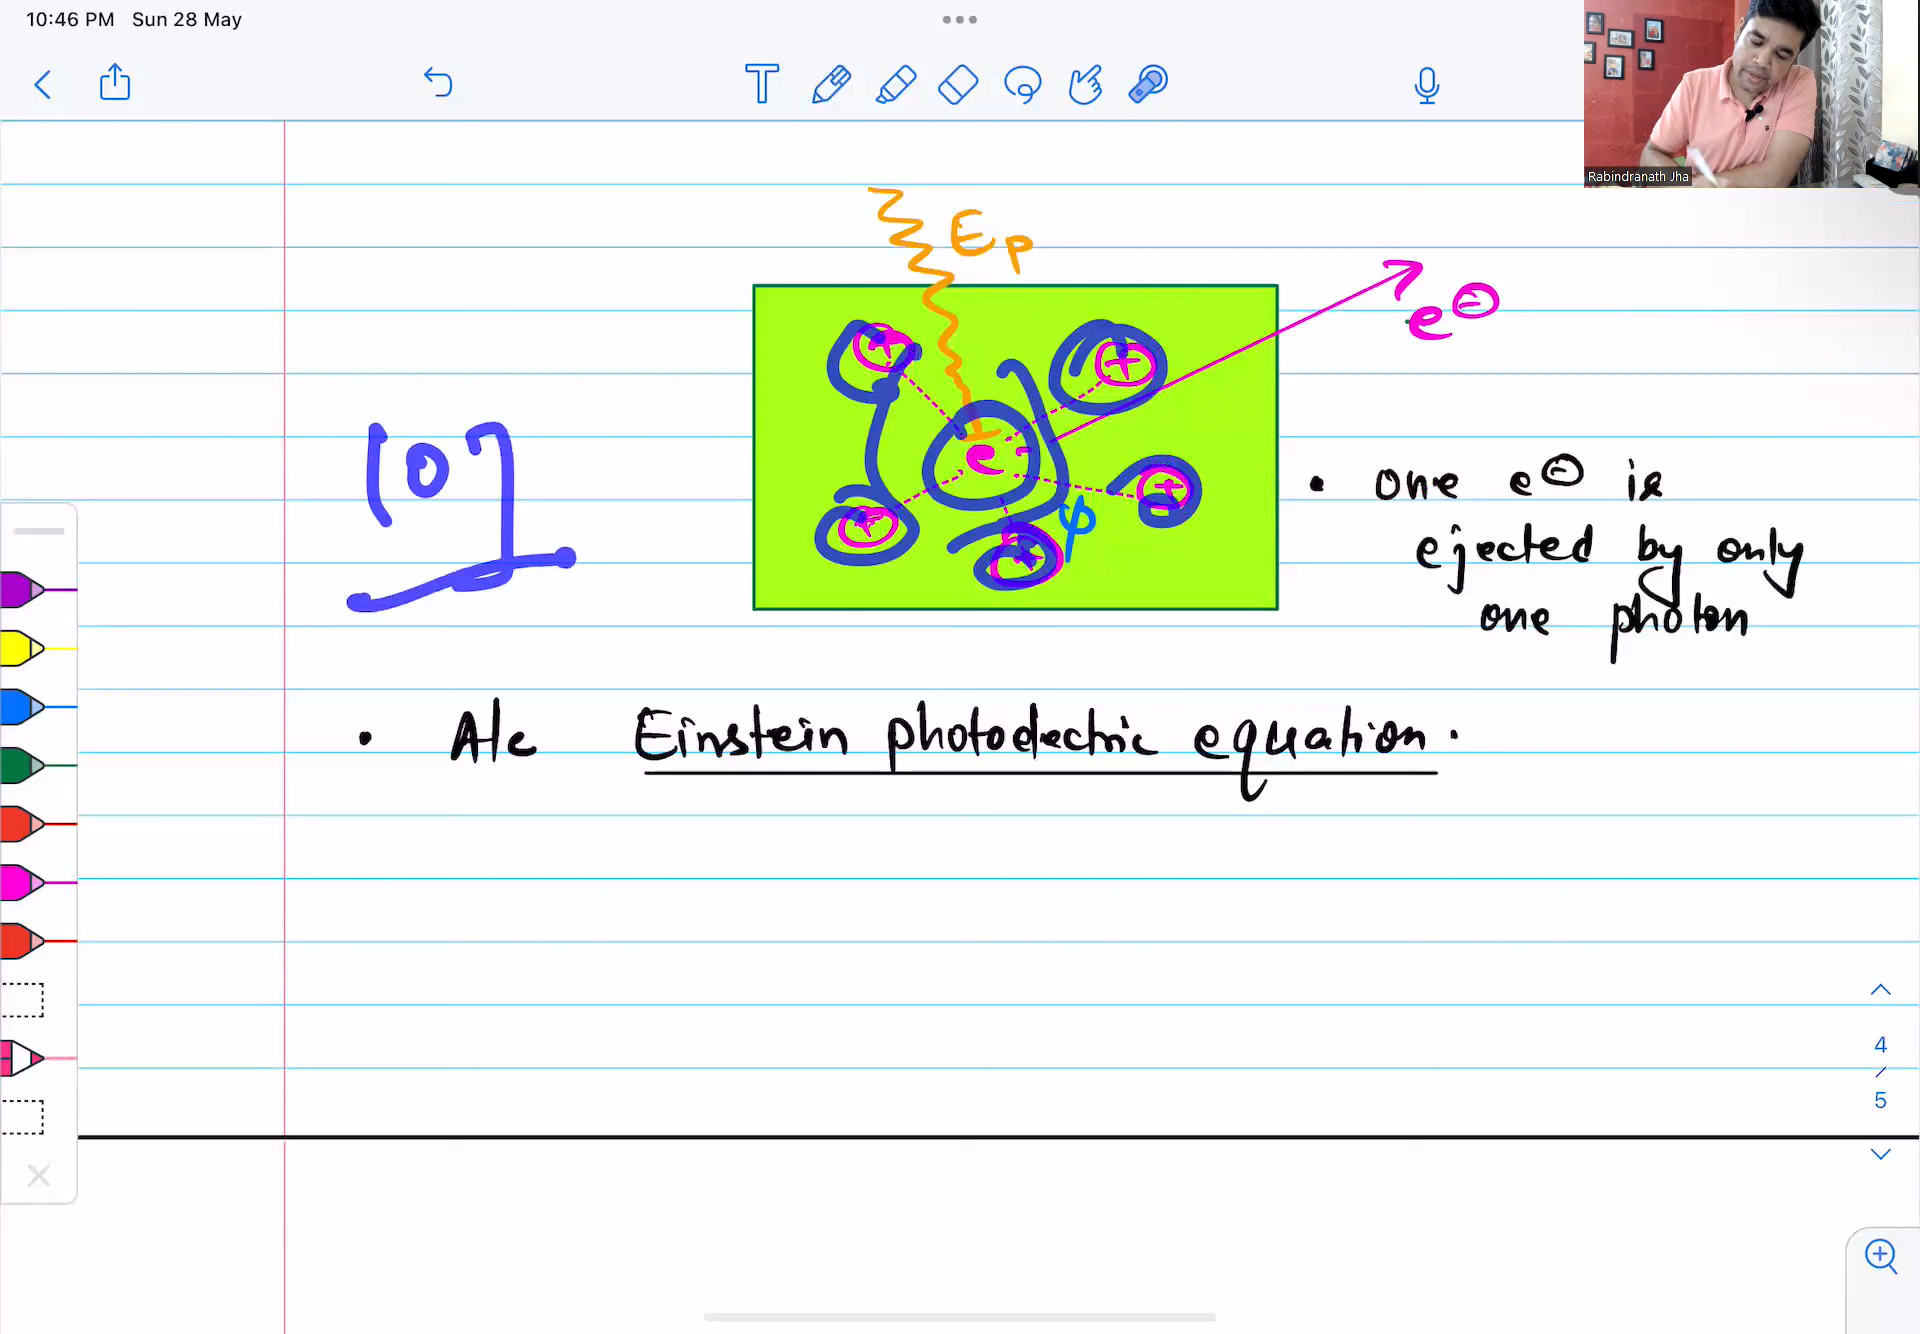 10:46 PM Sun 28 May
T
Rabindranath Jha
Ep
e⊖
+ +
e
+ + +
φ
[0]
• one e⊖ is
ejected by only
one photon
• A/c Einstein photoelectric equation.
4
/
5